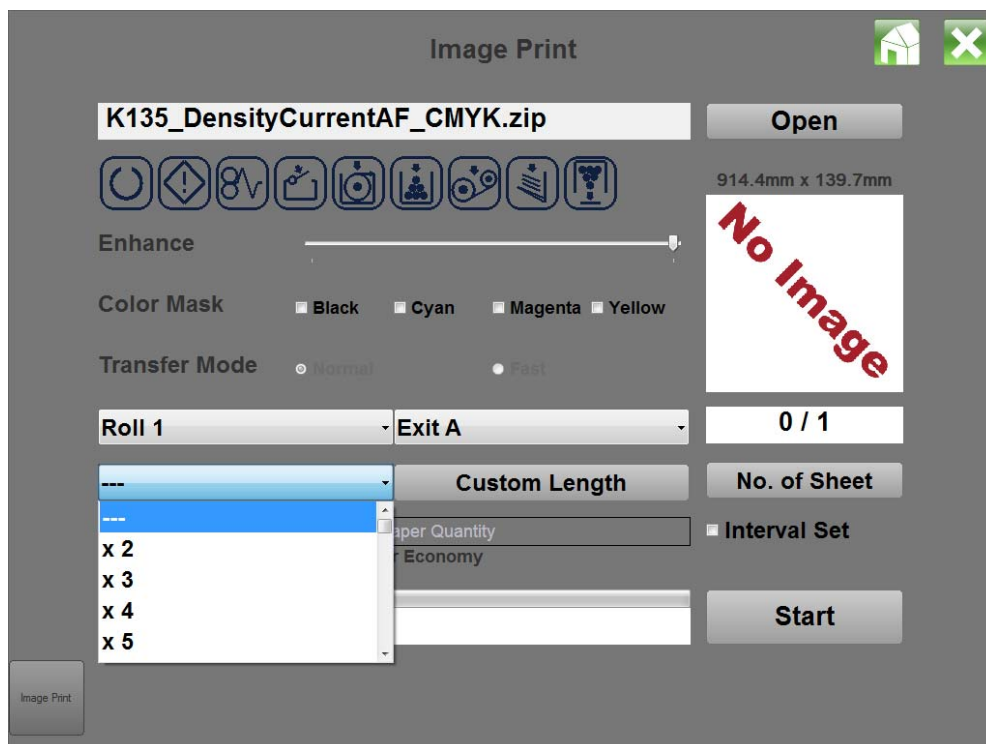 Image Print
K135_DensityCurrentAF_CMYK.zip
Open
914.4mm x 139.7mm
No Image
Enhance
Color Mask
Black
Cyan
Magenta
Yellow
Transfer Mode
Normal
Fast
Roll 1
Exit A
0 / 1
---
Custom Length
No. of Sheet
---
x 2
x 3
x 4
x 5
aper Quantity
r Economy
Interval Set
Start
Image Print